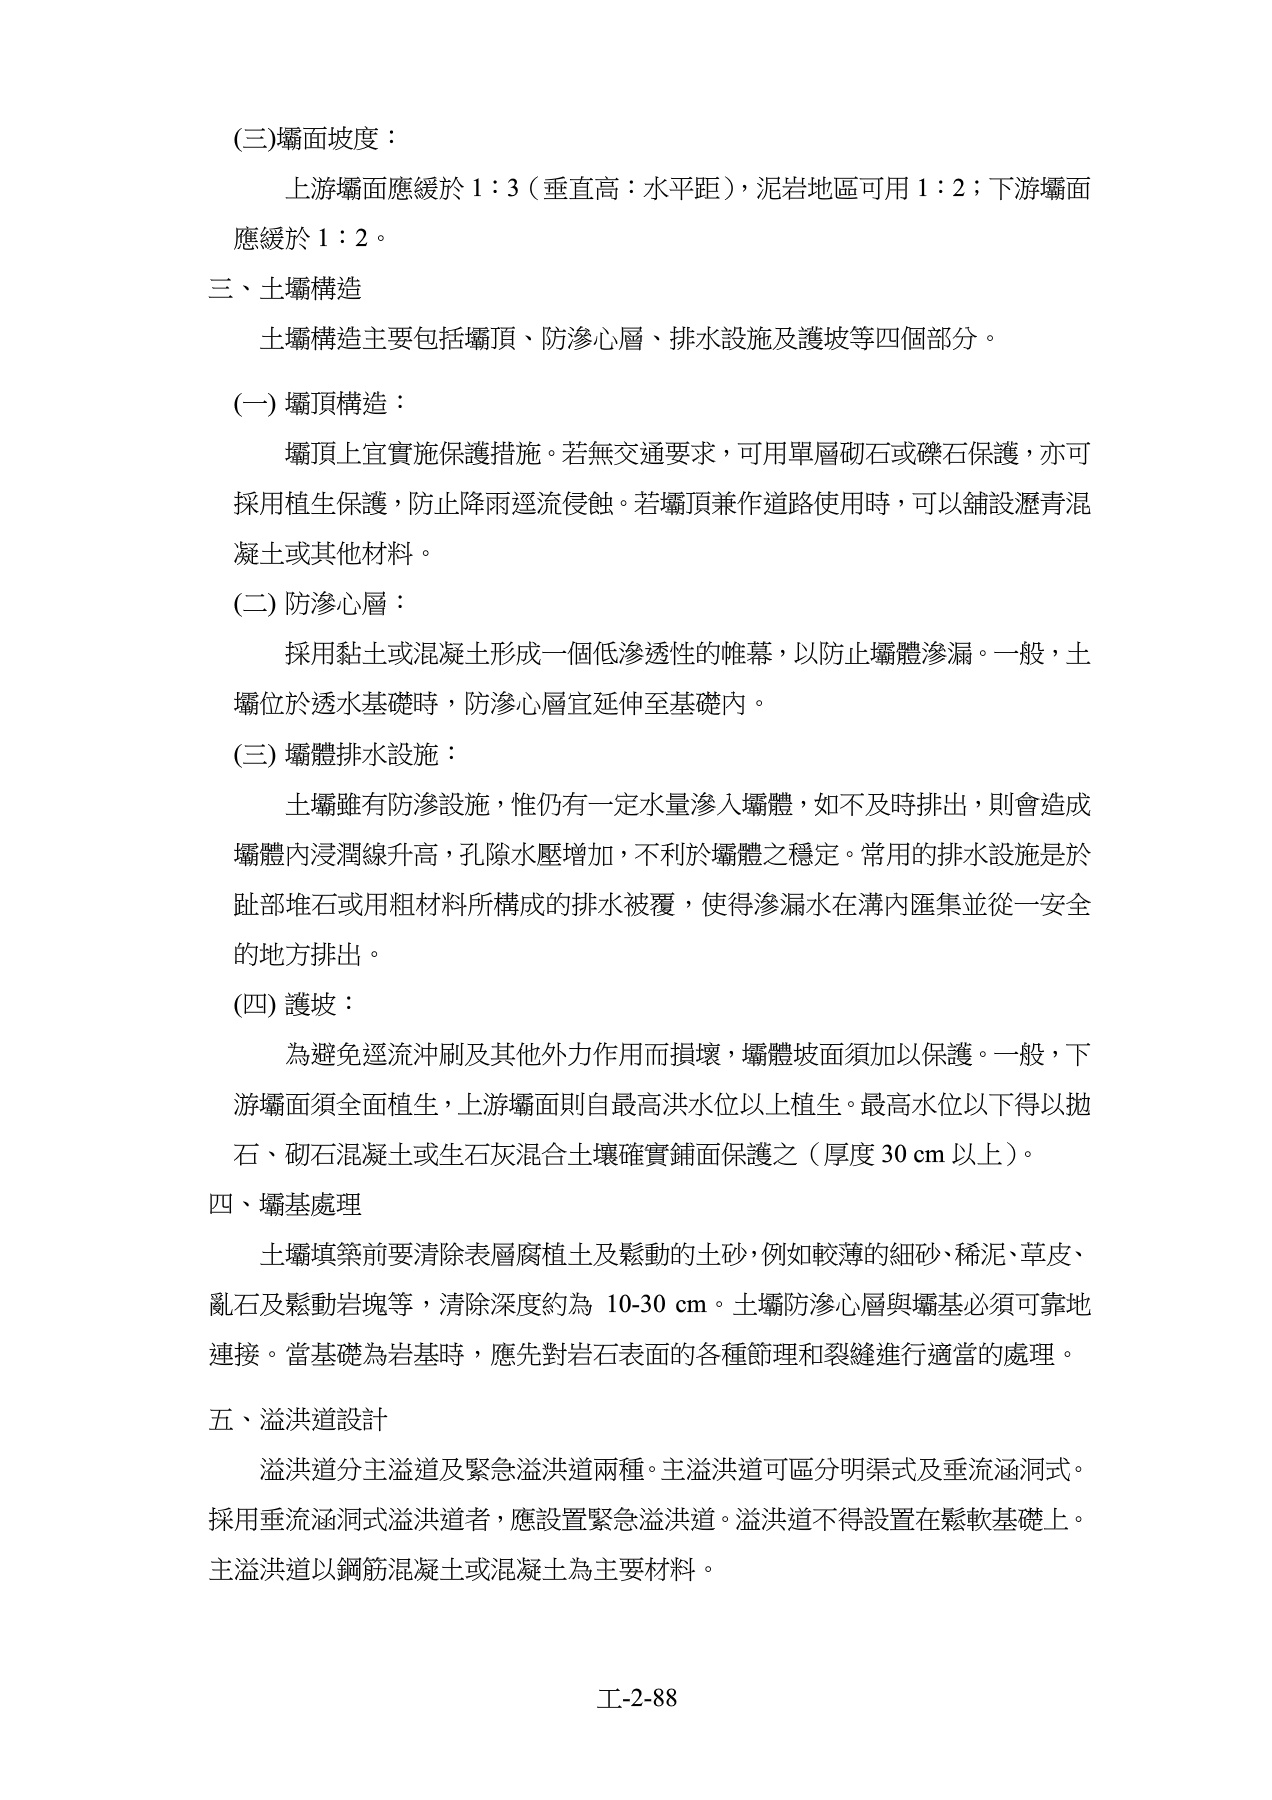 (三)壩面坡度：
上游壩面應緩於 1：3（垂直高：水平距），泥岩地區可用 1：2；下游壩面
應緩於 1：2。
三、土壩構造
土壩構造主要包括壩頂、防滲心層、排水設施及護坡等四個部分。
(一) 壩頂構造：
壩頂上宜實施保護措施。若無交通要求，可用單層砌石或礫石保護，亦可
採用植生保護，防止降雨逕流侵蝕。若壩頂兼作道路使用時，可以舖設瀝青混
凝土或其他材料。
(二) 防滲心層：
採用黏土或混凝土形成一個低滲透性的帷幕，以防止壩體滲漏。一般，土
壩位於透水基礎時，防滲心層宜延伸至基礎內。
(三) 壩體排水設施：
土壩雖有防滲設施，惟仍有一定水量滲入壩體，如不及時排出，則會造成
壩體內浸潤線升高，孔隙水壓增加，不利於壩體之穩定。常用的排水設施是於
趾部堆石或用粗材料所構成的排水被覆，使得滲漏水在溝內匯集並從一安全
的地方排出。
(四) 護坡：
為避免逕流沖刷及其他外力作用而損壞，壩體坡面須加以保護。一般，下
游壩面須全面植生，上游壩面則自最高洪水位以上植生。最高水位以下得以拋
石、砌石混凝土或生石灰混合土壤確實鋪面保護之（厚度 30 cm 以上）。
四、壩基處理
土壩填築前要清除表層腐植土及鬆動的土砂，例如較薄的細砂、稀泥、草皮、
亂石及鬆動岩塊等，清除深度約為 10-30 cm。土壩防滲心層與壩基必須可靠地
連接。當基礎為岩基時，應先對岩石表面的各種節理和裂縫進行適當的處理。
五、溢洪道設計
溢洪道分主溢道及緊急溢洪道兩種。主溢洪道可區分明渠式及垂流涵洞式。
採用垂流涵洞式溢洪道者，應設置緊急溢洪道。溢洪道不得設置在鬆軟基礎上。
主溢洪道以鋼筋混凝土或混凝土為主要材料。
工-2-88